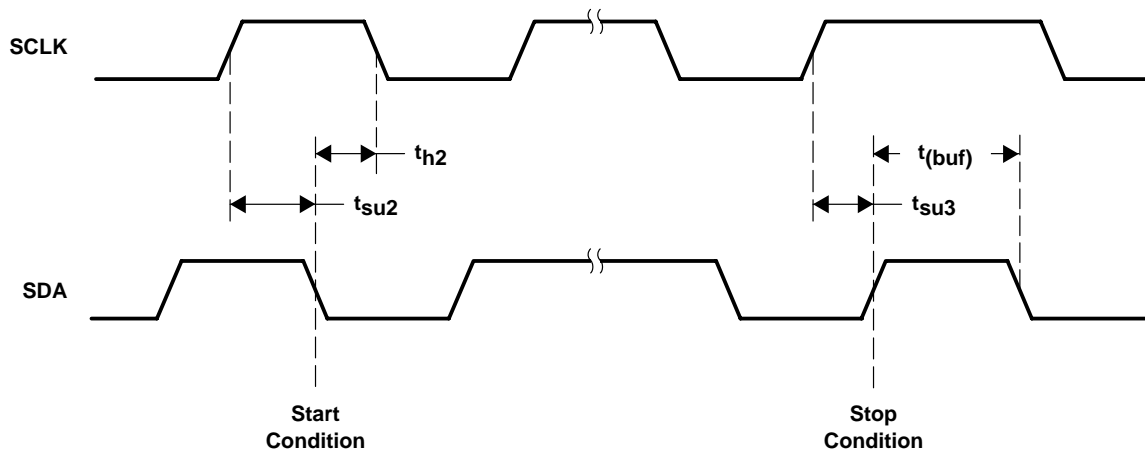 SCLK
th2
t(buf)
tsu2
tsu3
SDA
Start
Condition
Stop
Condition